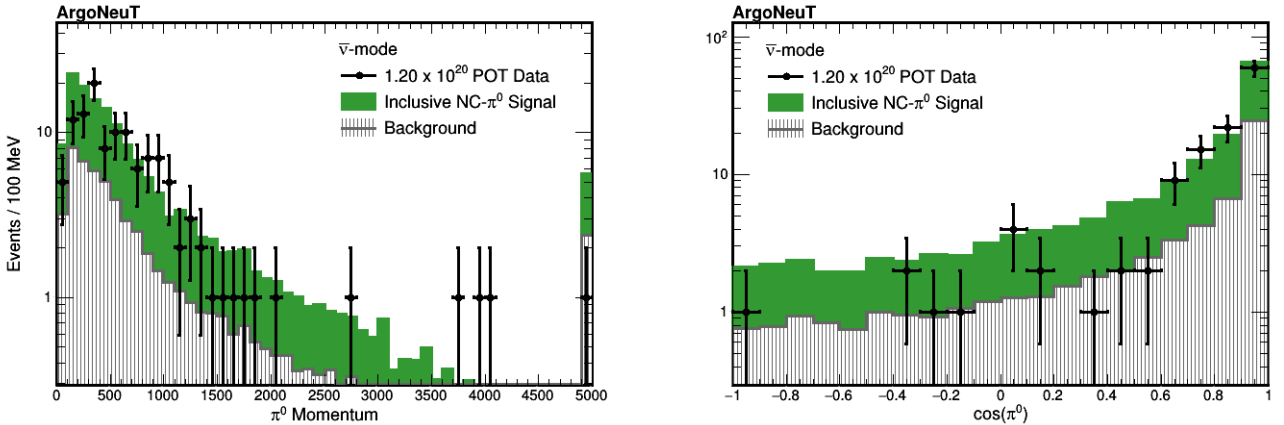 ArgoNeuT
ν̅-mode
1.20 x 10²⁰ POT Data
Inclusive NC-π⁰ Signal
Background
Events / 100 MeV
10
1
0 500 1000 1500 2000 2500 3000 3500 4000 4500 5000
π⁰ Momentum
ArgoNeuT
ν̅-mode
1.20 x 10²⁰ POT Data
Inclusive NC-π⁰ Signal
Background
10²
10
1
−1 −0.8 −0.6 −0.4 −0.2 0 0.2 0.4 0.6 0.8 1
cos(π⁰)